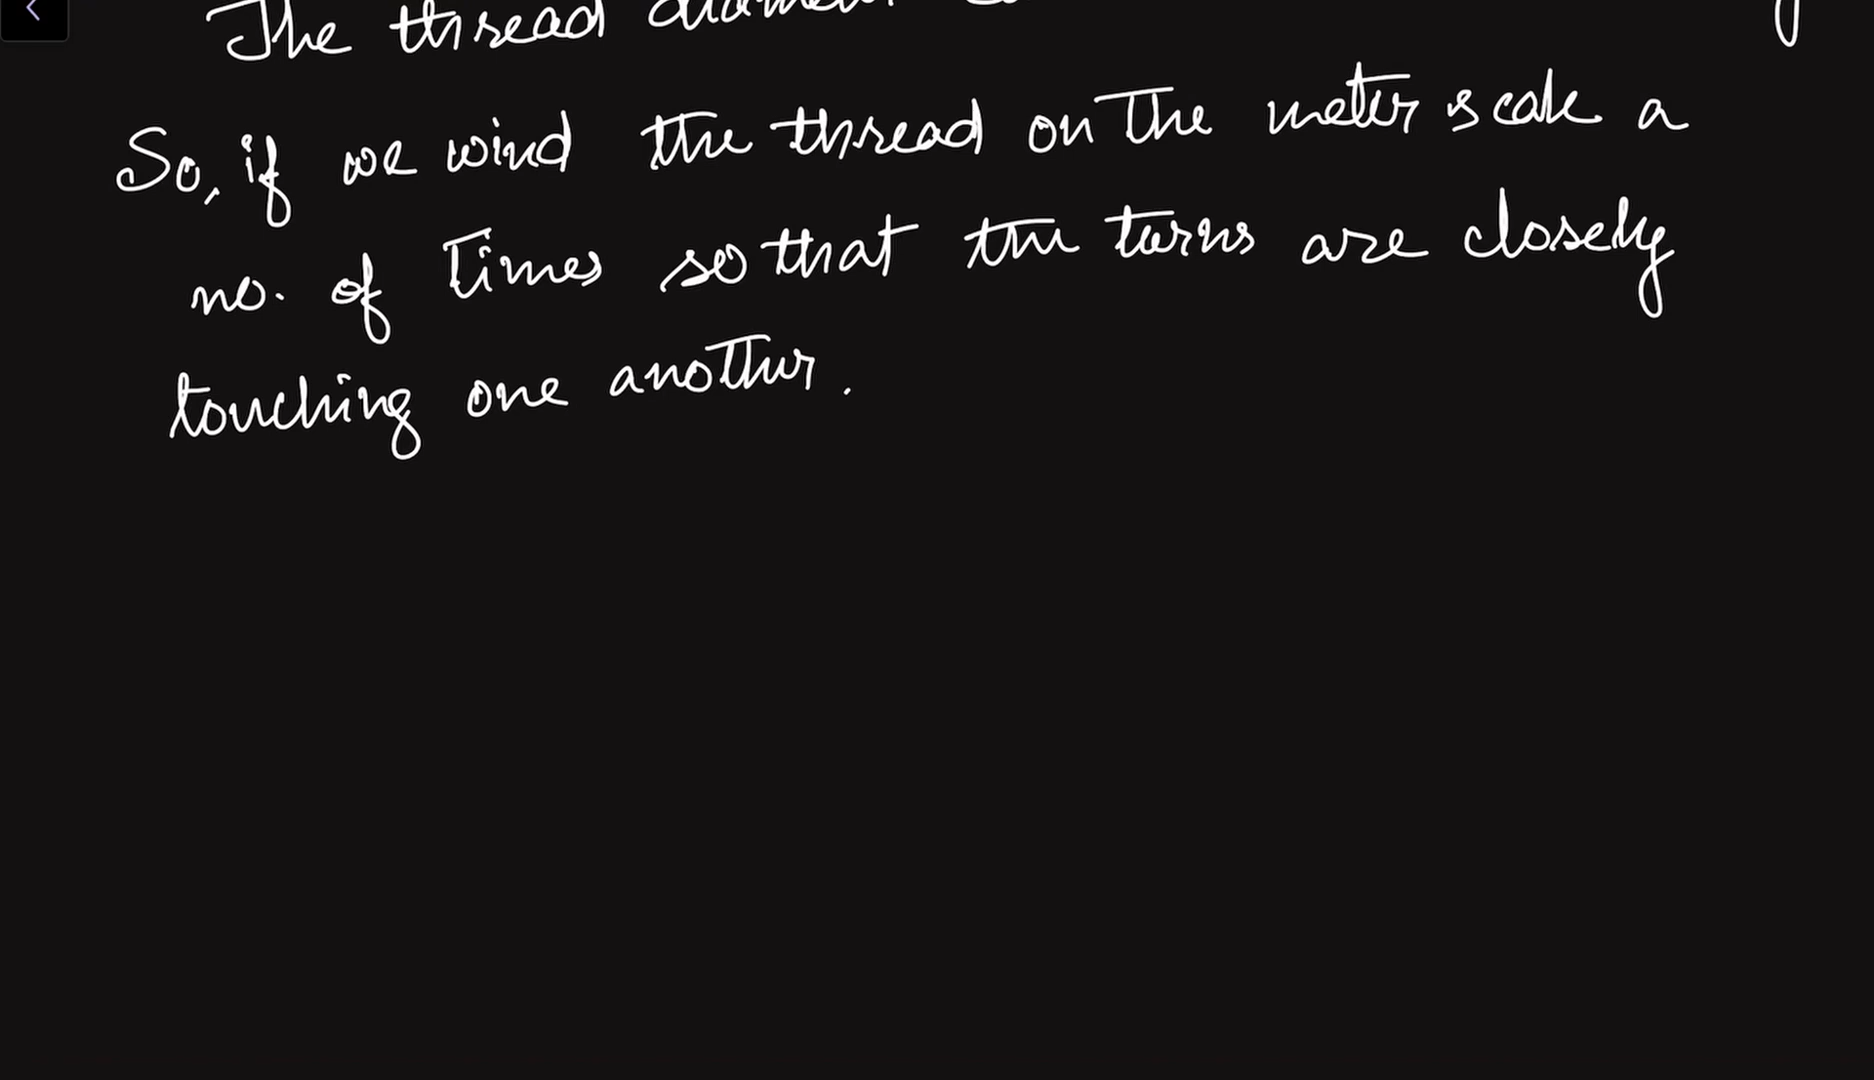 The thread
So, if we wind the thread on the meter scale a
no. of times so that the turns are closely
touching one another.